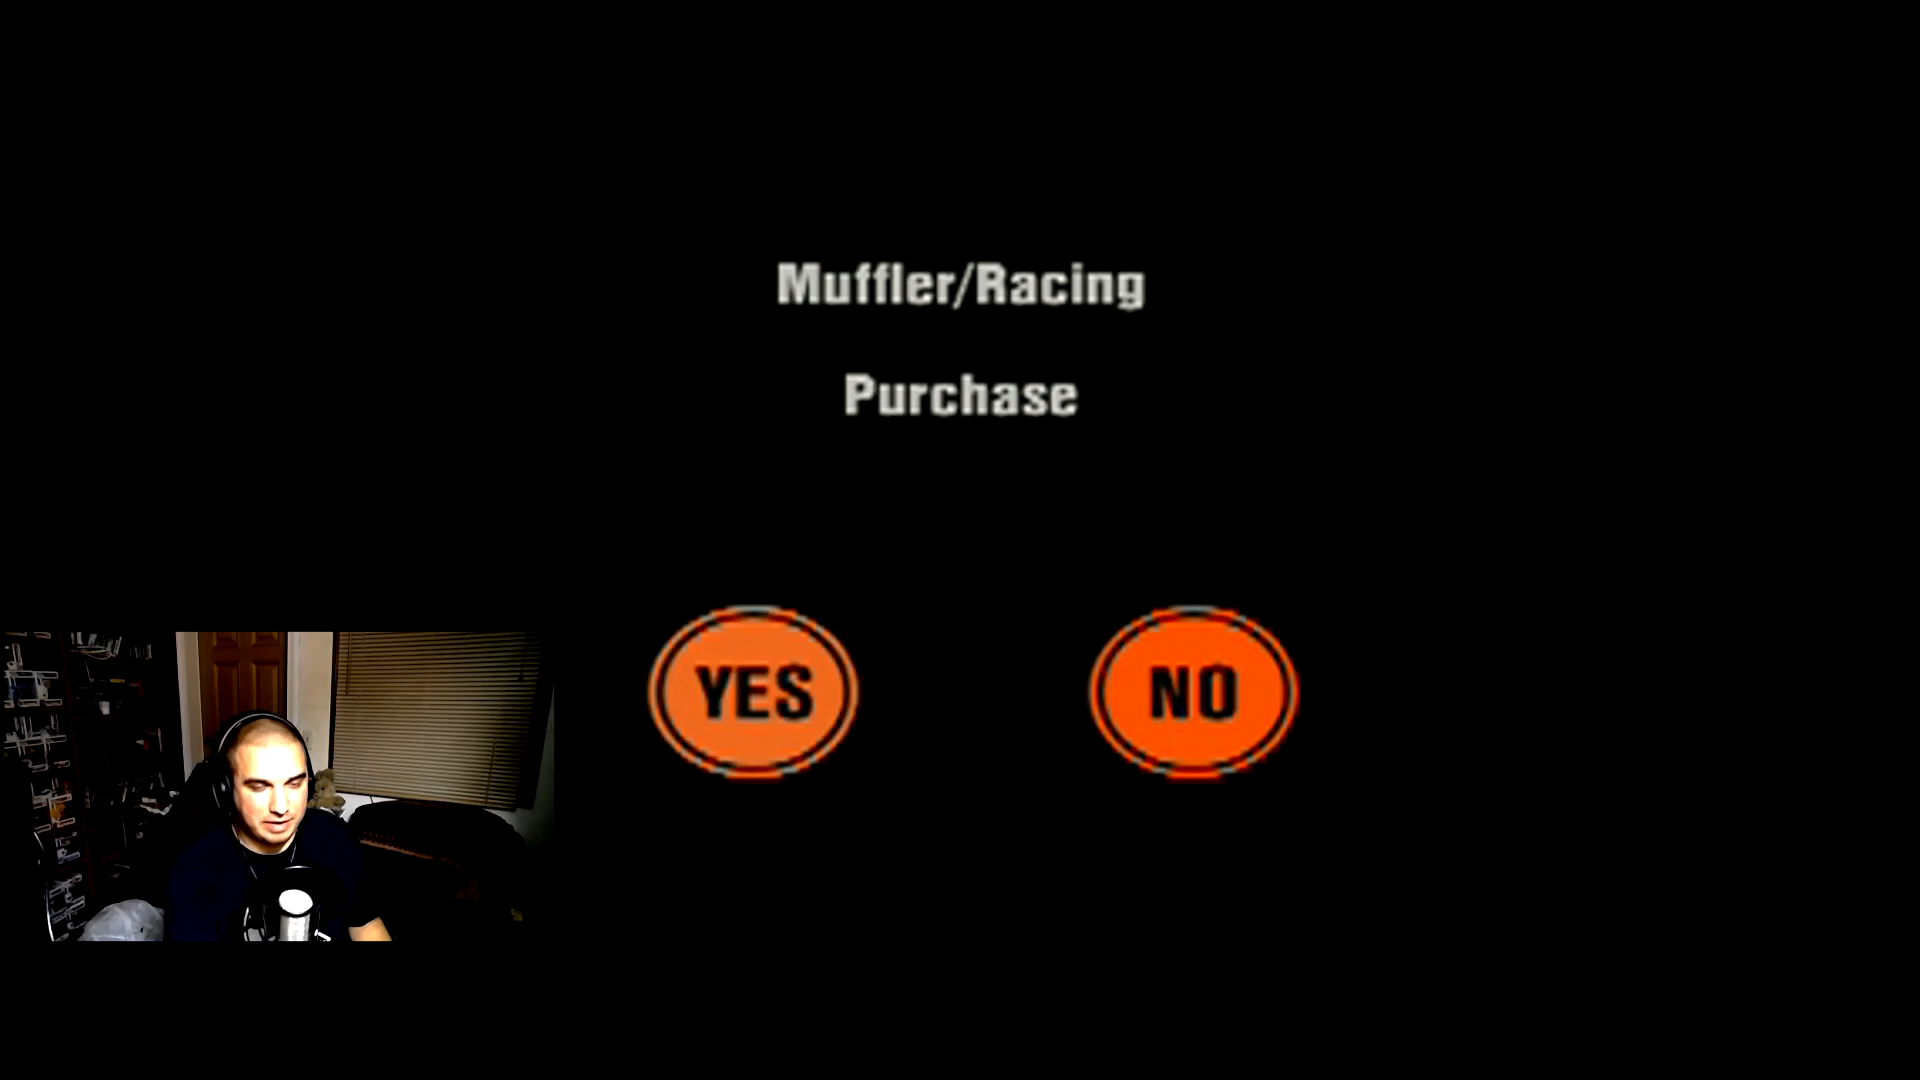 Muffler/Racing
Purchase
YES
NO